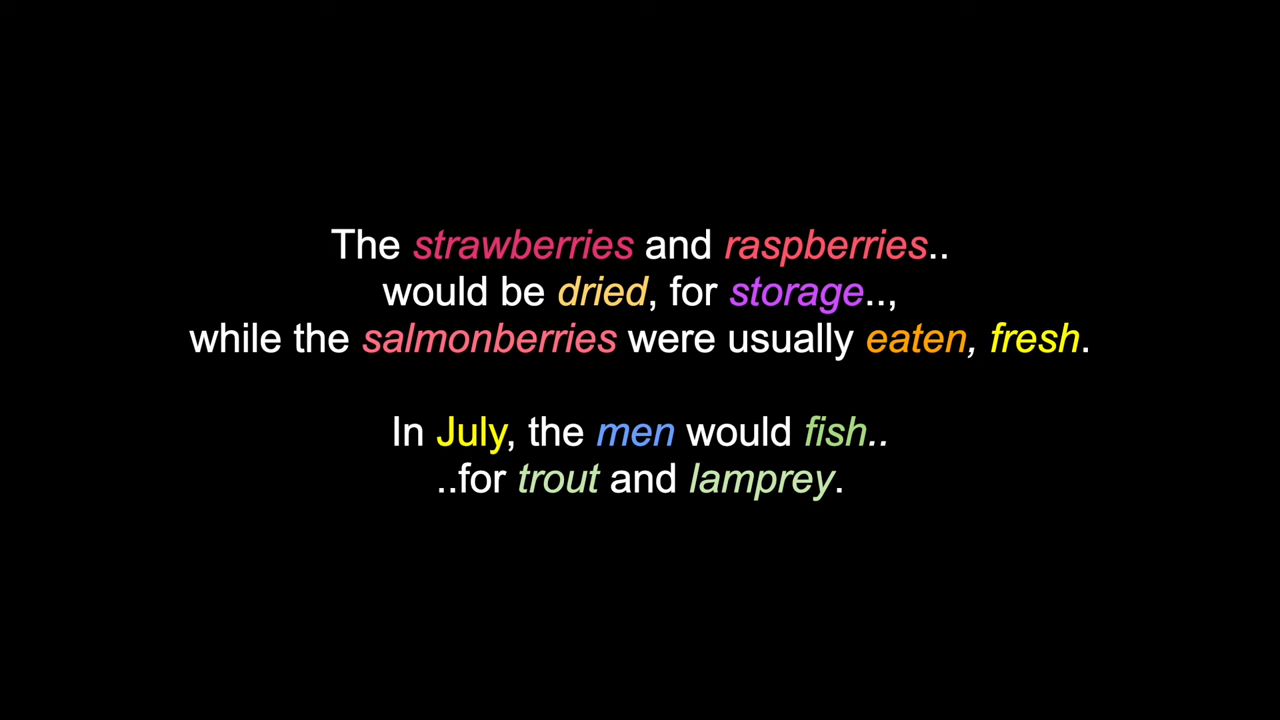 The strawberries and raspberries..
would be dried, for storage..,
while the salmonberries were usually eaten, fresh.
In July, the men would fish..
..for trout and lamprey.